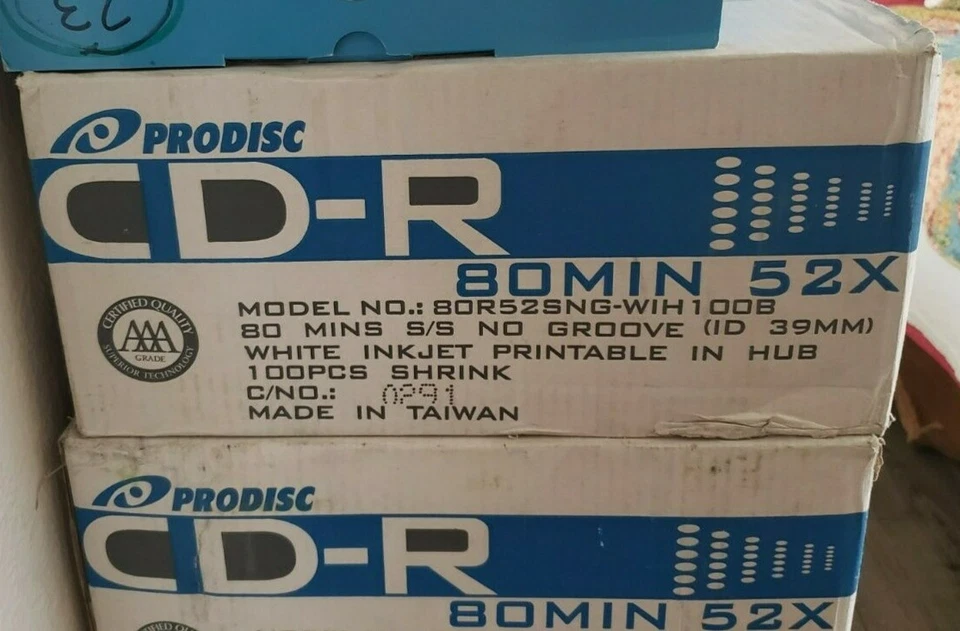 23
PRODISC
CD-R
80MIN 52X
CERTIFIED QUALITY
AAA
GRADE
SUPERIOR TECHNOLOGY
MODEL NO.: 80R52SNG-WIH100B
80 MINS S/S NO GROOVE (ID 39MM)
WHITE INKJET PRINTABLE IN HUB
100PCS SHRINK
C/NO.: 0291
MADE IN TAIWAN
PRODISC
CD-R
80MIN 52X